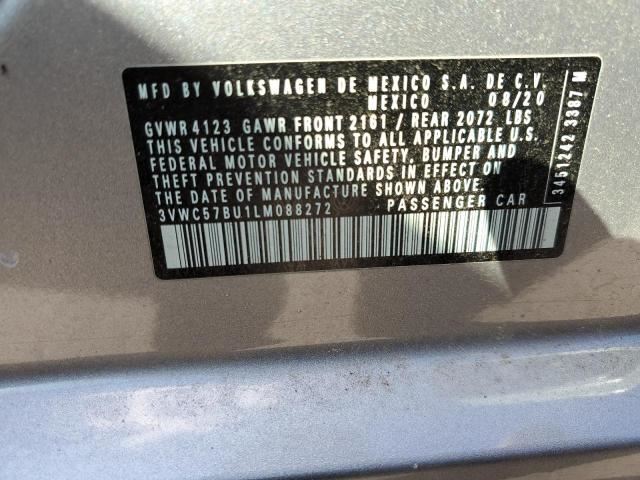 MFD BY VOLKSWAGEN DE MEXICO S.A. DE C.V.
MEXICO 08/20
GVWR 4123 GAWR FRONT 2161 / REAR 2072 LBS
THIS VEHICLE CONFORMS TO ALL APPLICABLE U.S.
FEDERAL MOTOR VEHICLE SAFETY, BUMPER AND
THEFT PREVENTION STANDARDS IN EFFECT ON
THE DATE OF MANUFACTURE SHOWN ABOVE.
3VWC57BU1LM088272 PASSENGER CAR
3451242 3387 M